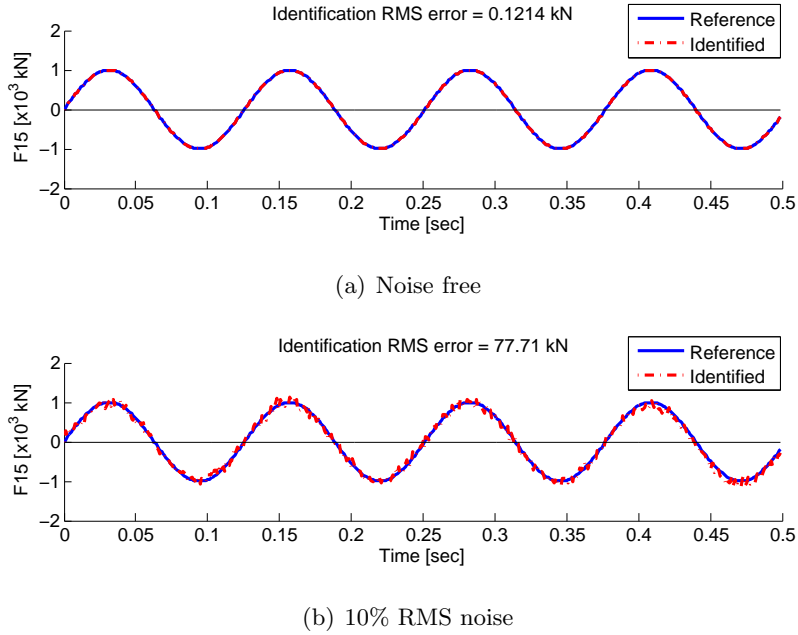 Identification RMS error = 0.1214 kN
Reference
Identified
F15 [x10^3 kN]
2
1
0
−1
−2
0 0.05 0.1 0.15 0.2 0.25 0.3 0.35 0.4 0.45 0.5
Time [sec]
(a) Noise free
Identification RMS error = 77.71 kN
Reference
Identified
F15 [x10^3 kN]
2
1
0
−1
−2
0 0.05 0.1 0.15 0.2 0.25 0.3 0.35 0.4 0.45 0.5
Time [sec]
(b) 10% RMS noise